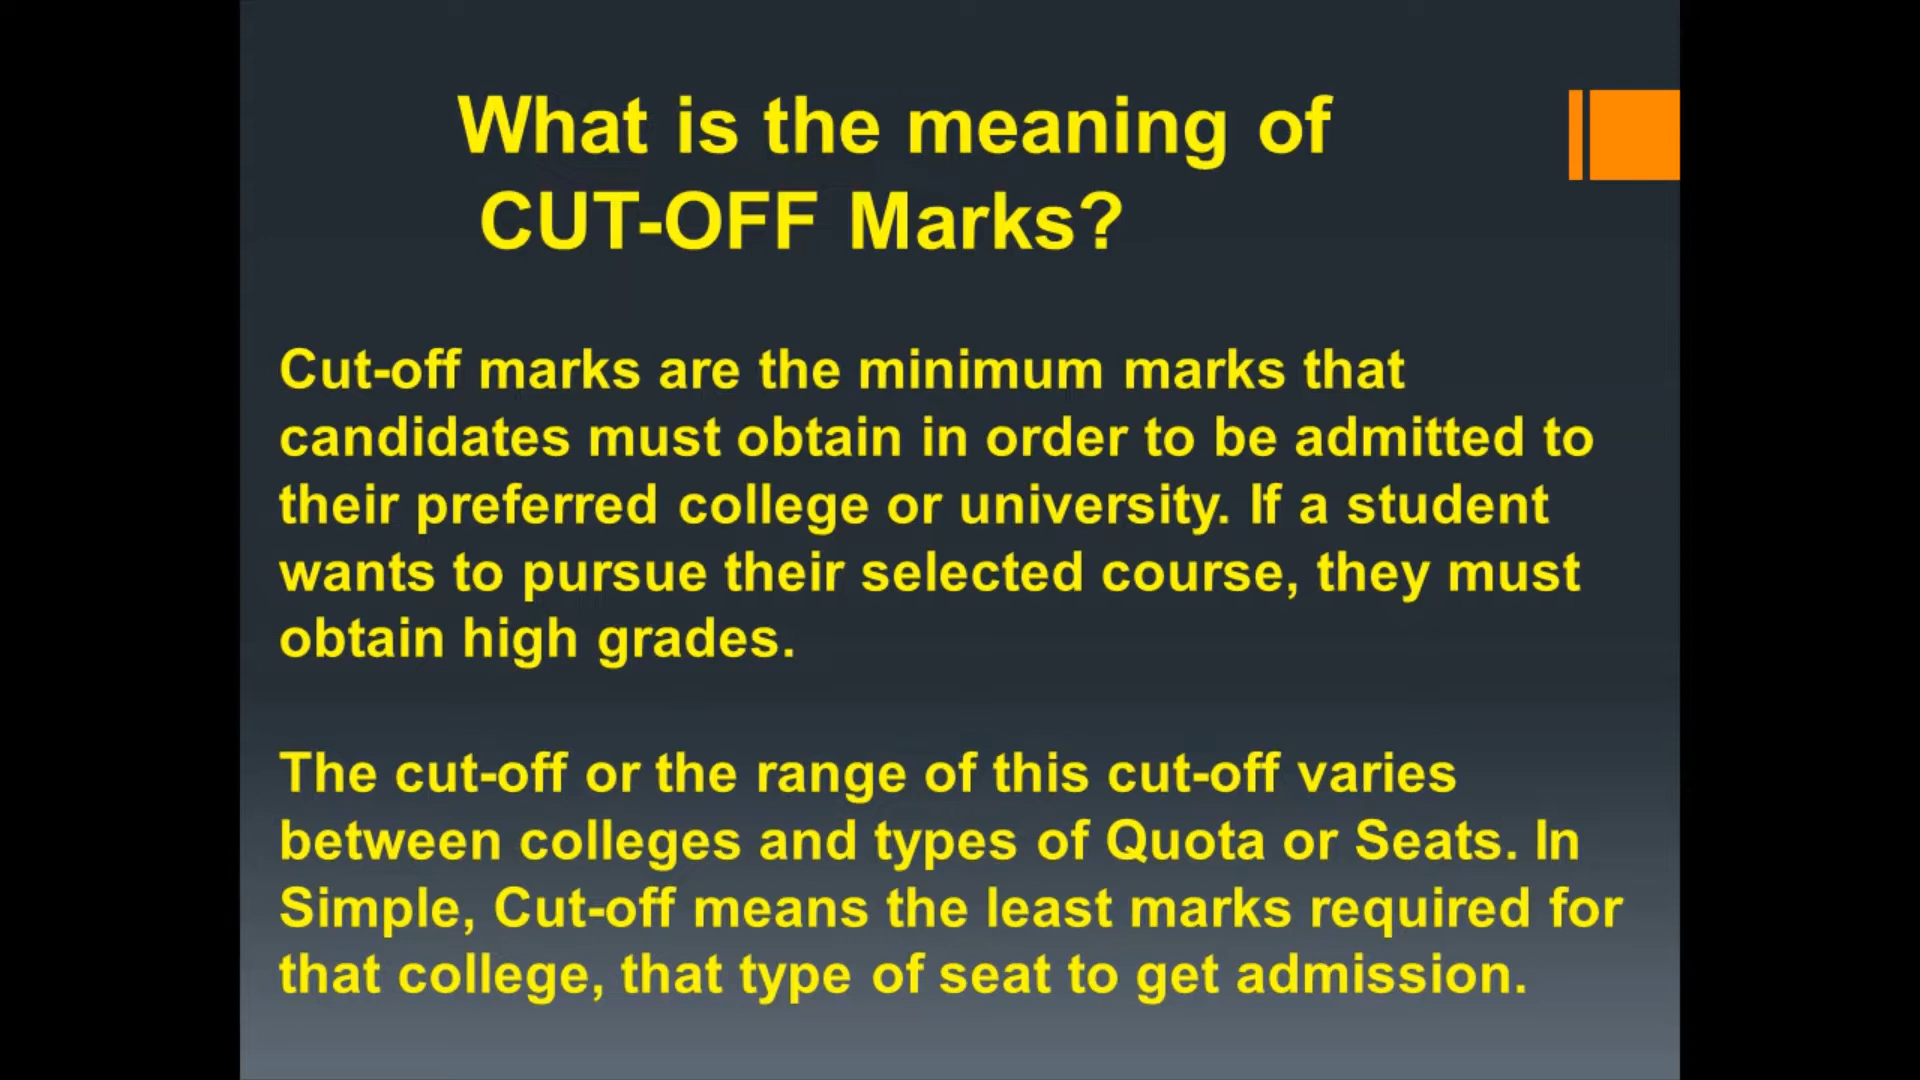 What is the meaning of
CUT-OFF Marks?
Cut-off marks are the minimum marks that
candidates must obtain in order to be admitted to
their preferred college or university. If a student
wants to pursue their selected course, they must
obtain high grades.
The cut-off or the range of this cut-off varies
between colleges and types of Quota or Seats. In
Simple, Cut-off means the least marks required for
that college, that type of seat to get admission.